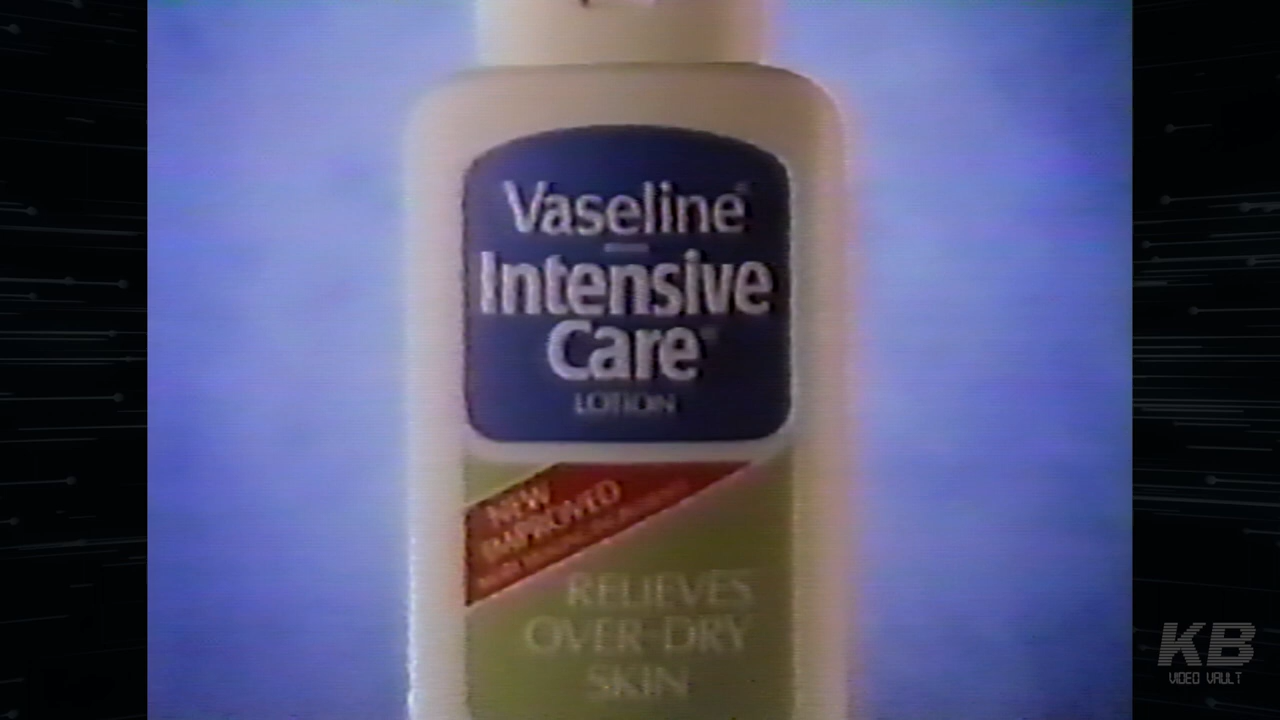 Vaseline®
Intensive
Care®
LOTION
NEW
IMPROVED
RELIEVES
OVER-DRY
SKIN
KB
VIDEO VAULT